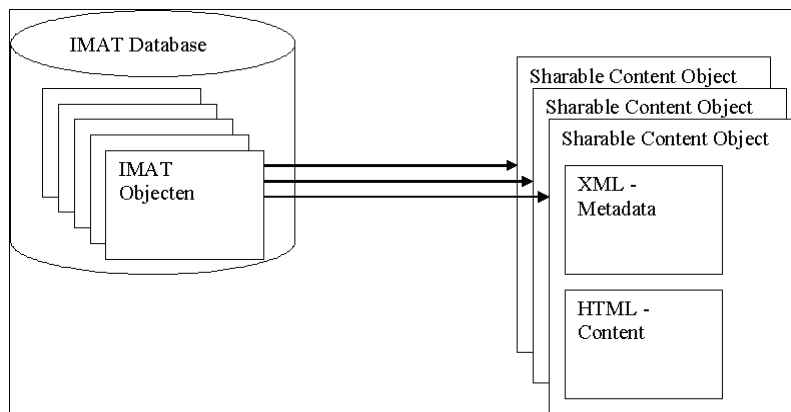 IMAT Database
IMAT
Objecten
Sharable Content Object
Sharable Content Object
Sharable Content Object
XML -
Metadata
HTML -
Content